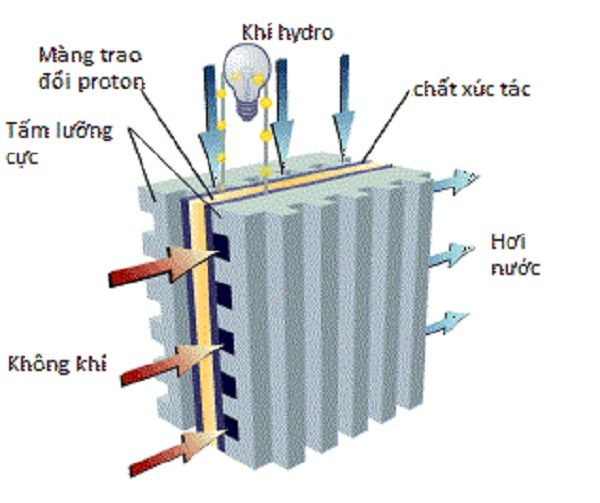 Khí hydro
Màng trao
đổi proton
chất xúc tác
Tấm lưỡng
cực
Hơi
nước
Không khí